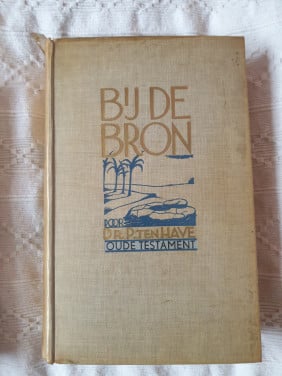 BIJ DE
BRON
DOOR
DR P. TEN HAVE
OUDE TESTAMENT